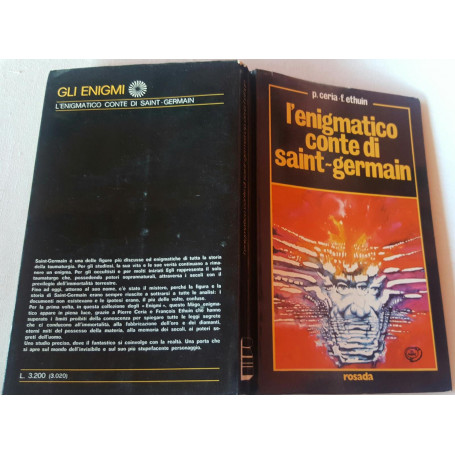 GLI ENIGMI
L'ENIGMATICO CONTE DI SAINT-GERMAIN
Saint-Germain è una delle figure più discusse ed enigmatiche di tutta la storia
della taumaturgia. Per gli studiosi, la sua vita e le sue verità continuano a rima-
nere un enigma. Per gli occultisti e per molti iniziati Egli rappresenta il solo
taumaturgo che, possedendo poteri soprannaturali, attraversa i secoli con il
privilegio dell'immortalità terrestre.
Fino ad oggi, attorno al suo nome, c'è stato il mistero, perché la figura e la
storia di Saint-Germain erano sempre riuscite a sottrarsi a tutte le analisi: i
documenti non esistevano e le ipotesi erano, il più delle volte, confuse.
Per la prima volta, in questa collezione degli « Enigmi », questo Mago enigma-
tico appare in piena luce, grazie a Pierre Ceria e François Ethuin che hanno
superato i limiti proibiti della conoscenza per spiegare tutte le leggi segrete
che ci conducono all'immortalità, alla fabbricazione dell'oro e dei diamanti,
eterni miti del possesso della materia, alla memoria dei secoli, ai poteri se-
greti dell'uomo.
Uno studio preciso, dove il fantastico si coinvolge con la realtà. Una porta che
si apre sul mondo dell'invisibile e sul suo più stupefacente personaggio.
L. 3.200 (3.020)
p. ceria · f. ethuin
l'enigmatico
conte di
saint-germain
rosada